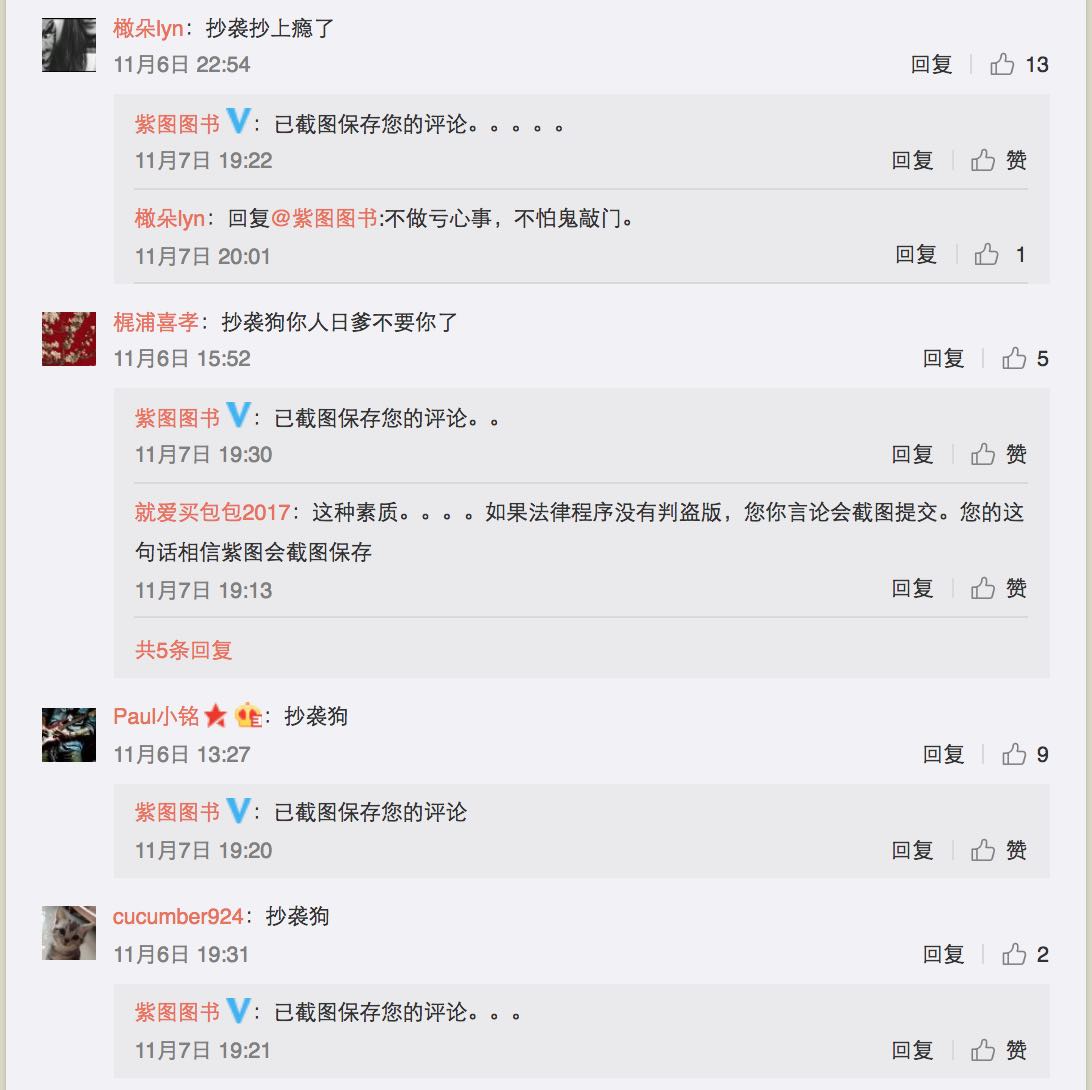 橄朵lyn：抄袭抄上瘾了
11月6日 22:54 回复 13
紫图图书：已截图保存您的评论。。。。。
11月7日 19:22 回复 赞
橄朵lyn：回复@紫图图书:不做亏心事，不怕鬼敲门。
11月7日 20:01 回复 1
梶浦喜孝：抄袭狗你人日爹不要你了
11月6日 15:52 回复 5
紫图图书：已截图保存您的评论。。
11月7日 19:30 回复 赞
就爱买包包2017：这种素质。。。。如果法律程序没有判盗版，您你言论会截图提交。您的这
句话相信紫图会截图保存
11月7日 19:13 回复 赞
共5条回复
Paul小铭：抄袭狗
11月6日 13:27 回复 9
紫图图书：已截图保存您的评论
11月7日 19:20 回复 赞
cucumber924：抄袭狗
11月6日 19:31 回复 2
紫图图书：已截图保存您的评论。。。
11月7日 19:21 回复 赞